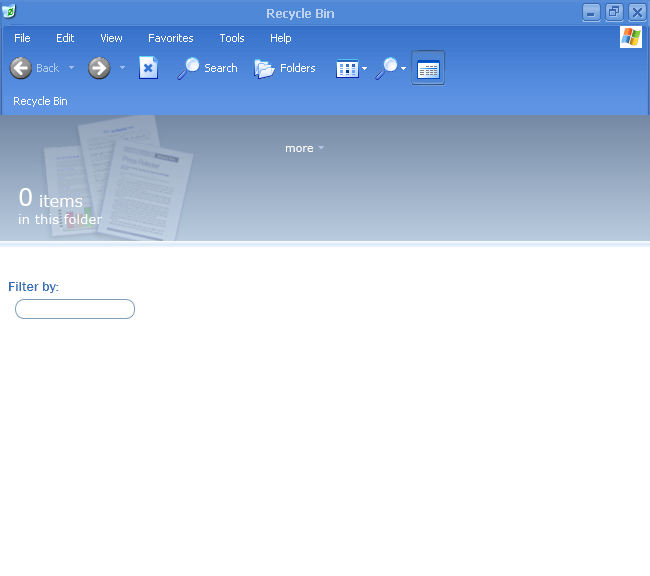 Recycle Bin
File Edit View Favorites Tools Help
Back Search Folders
Recycle Bin
more
0 items
in this folder
Filter by: